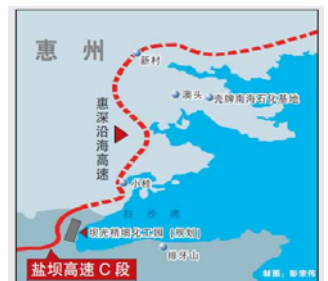 惠州
新村
澳头
壳牌南海石化基地
惠深沿海高速
小桂
白沙湾
坝光精细化工园 (规划)
排牙山
盐坝高速C段
制图：彭崇伟